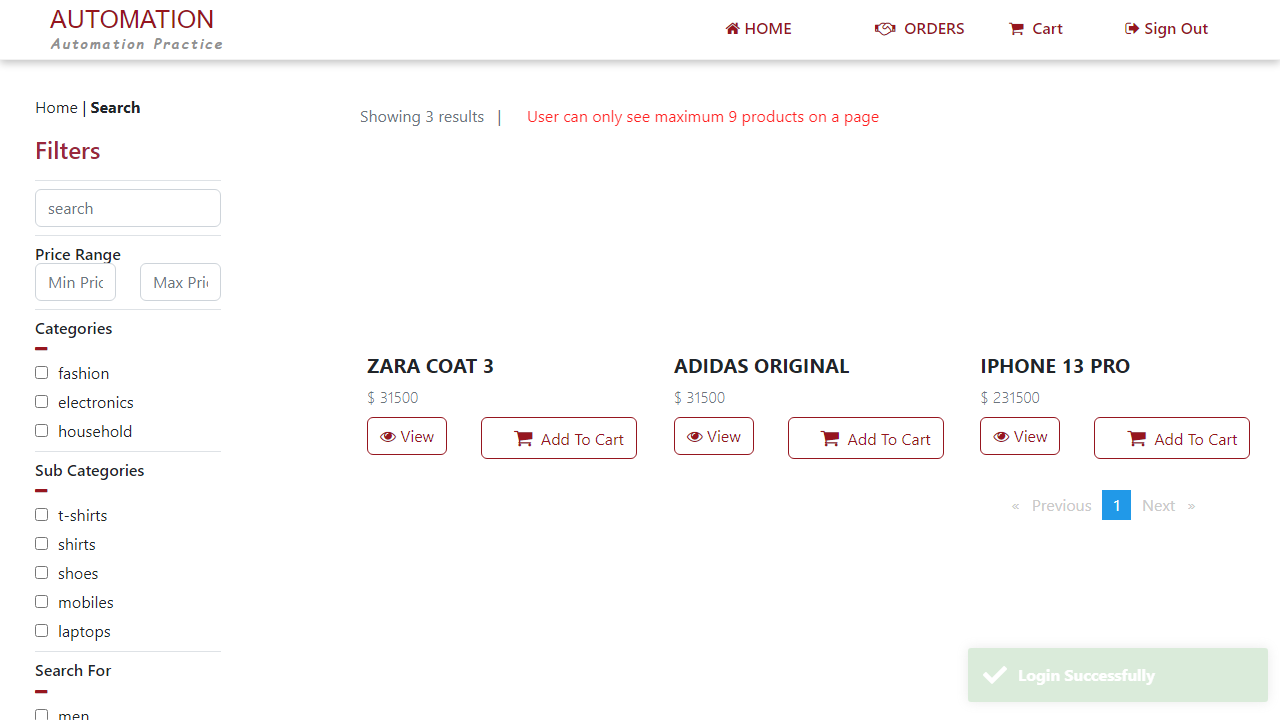 AUTOMATION
Automation Practice
HOME
ORDERS
Cart
Sign Out
Home | Search
Showing 3 results |
User can only see maximum 9 products on a page
Filters
search
Price Range
Min Pric
Max Pri
Categories
fashion
electronics
household
Sub Categories
t-shirts
shirts
shoes
mobiles
laptops
Search For
men
ZARA COAT 3
$ 31500
View
Add To Cart
ADIDAS ORIGINAL
$ 31500
View
Add To Cart
IPHONE 13 PRO
$ 231500
View
Add To Cart
« Previous 1 Next »
Login Successfully